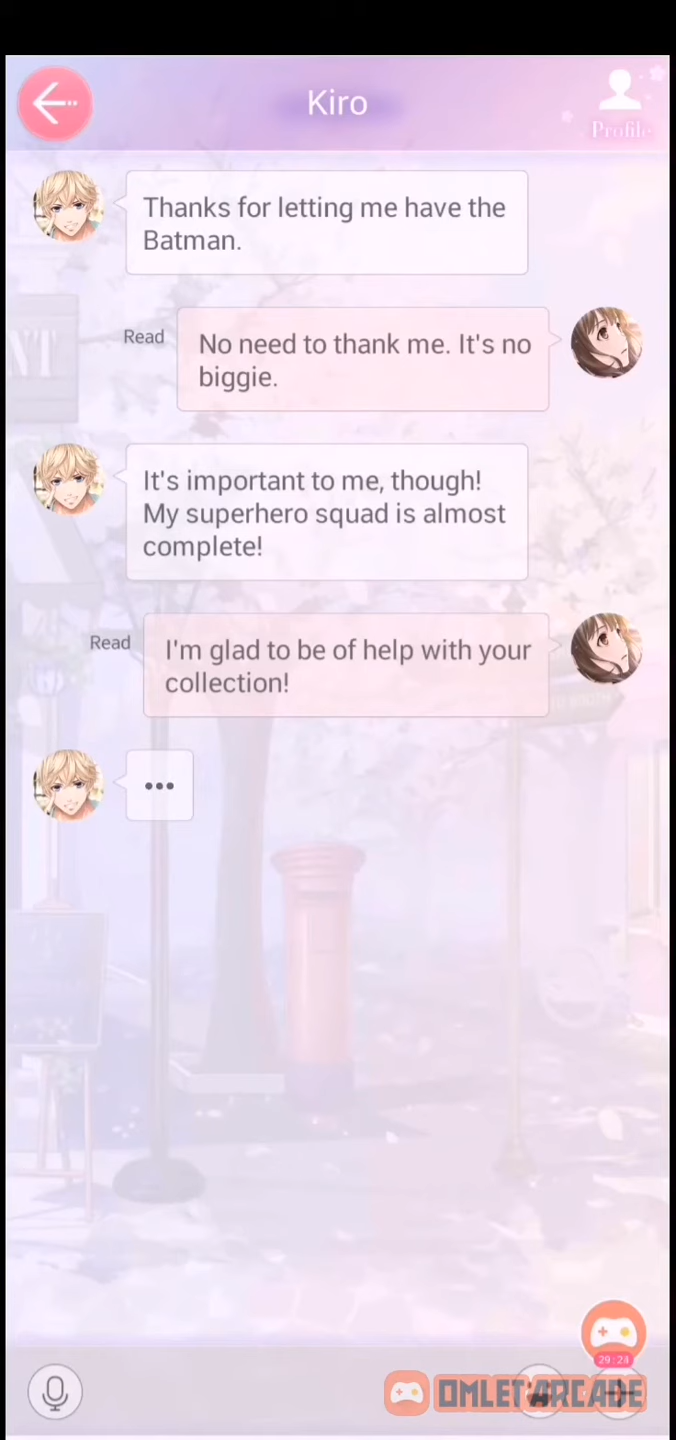 Kiro
Profile
Thanks for letting me have the
Batman.
Read
No need to thank me. It's no
biggie.
It's important to me, though!
My superhero squad is almost
complete!
Read
I'm glad to be of help with your
collection!
...
29:24
OMLET ARCADE